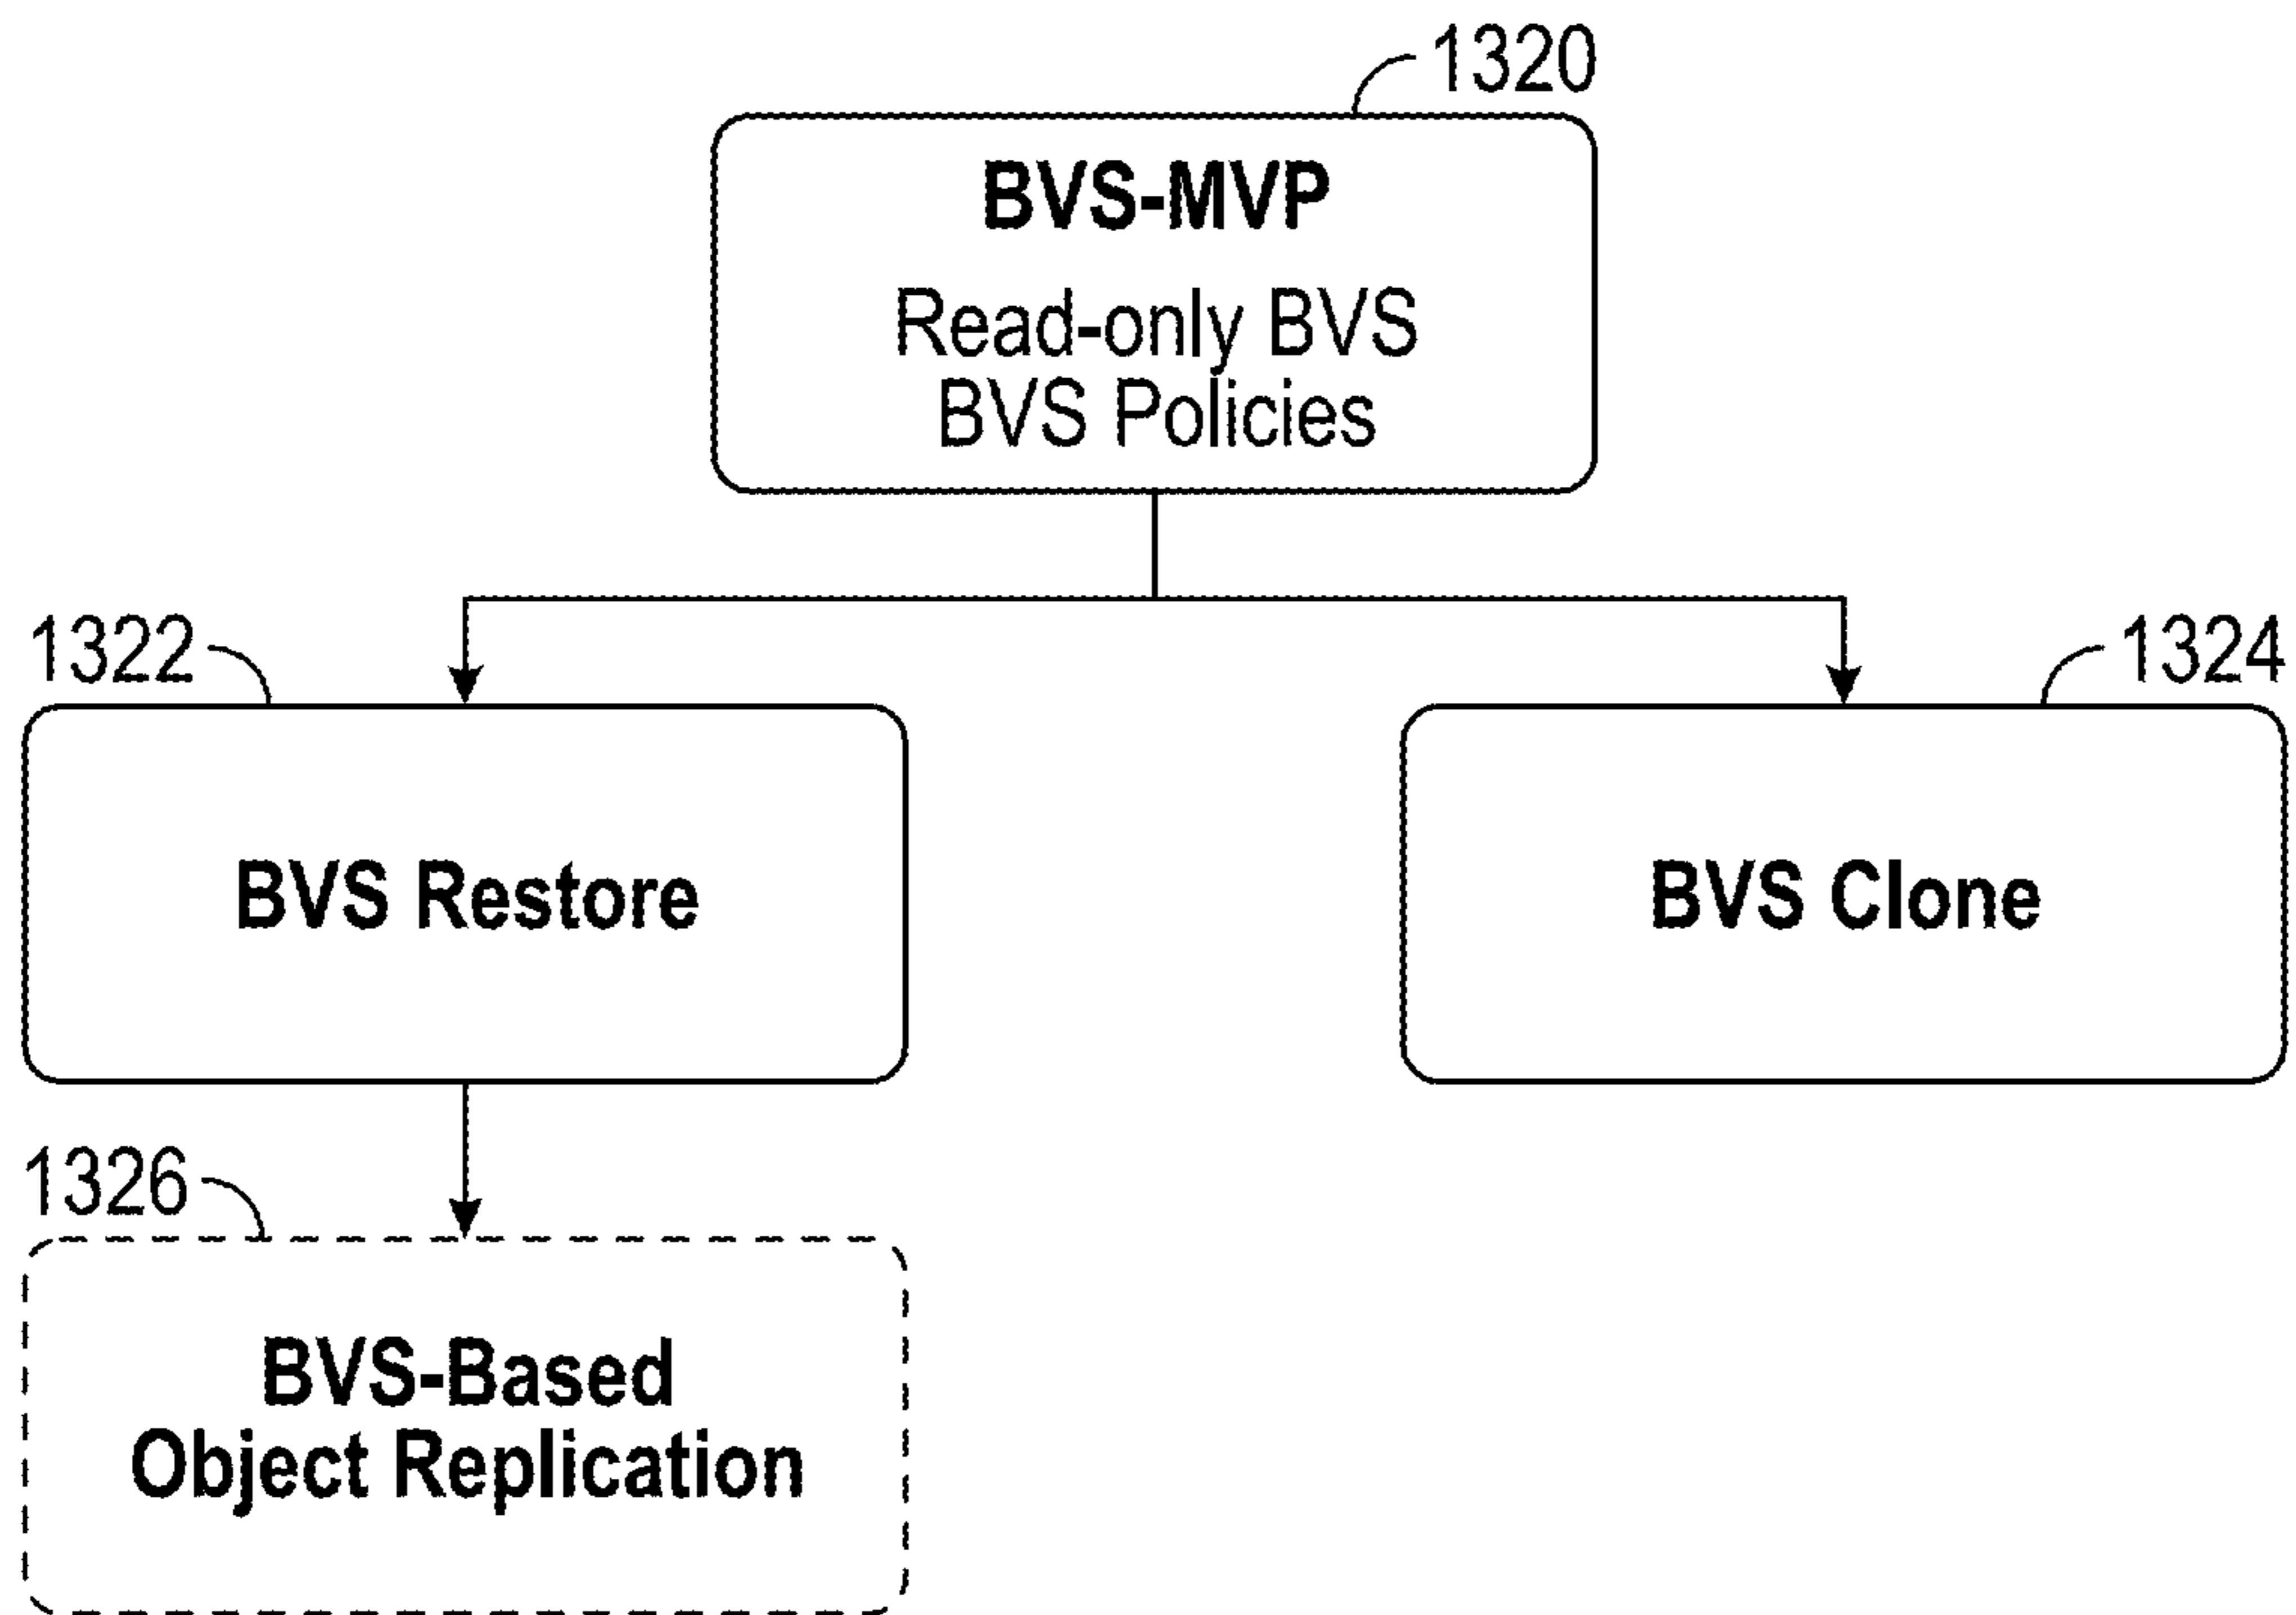 1320
BVS-MVP
Read-only BVS
BVS Policies
1322
1324
BVS Restore
BVS Clone
1326
BVS-Based
Object Replication